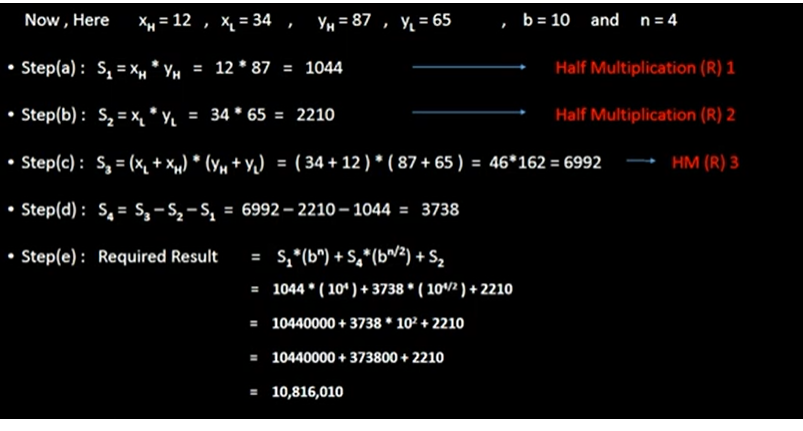 Now , Here x_H = 12 , x_L = 34 , y_H = 87 , y_L = 65 , b = 10 and n = 4
• Step(a) : S_1 = x_H * y_H = 12 * 87 = 1044 ⟶ Half Multiplication (R) 1
• Step(b) : S_2 = x_L * y_L = 34 * 65 = 2210 ⟶ Half Multiplication (R) 2
• Step(c) : S_3 = (x_L + x_H) * (y_H + y_L) = ( 34 + 12 ) * ( 87 + 65 ) = 46*162 = 6992 ⟶ HM (R) 3
• Step(d) : S_4 = S_3 – S_2 – S_1 = 6992 – 2210 – 1044 = 3738
• Step(e) : Required Result = S_1*(bⁿ) + S_4*(b^n/2) + S_2
= 1044 * ( 10⁴ ) + 3738 * ( 10^4/2 ) + 2210
= 10440000 + 3738 * 10² + 2210
= 10440000 + 373800 + 2210
= 10,816,010